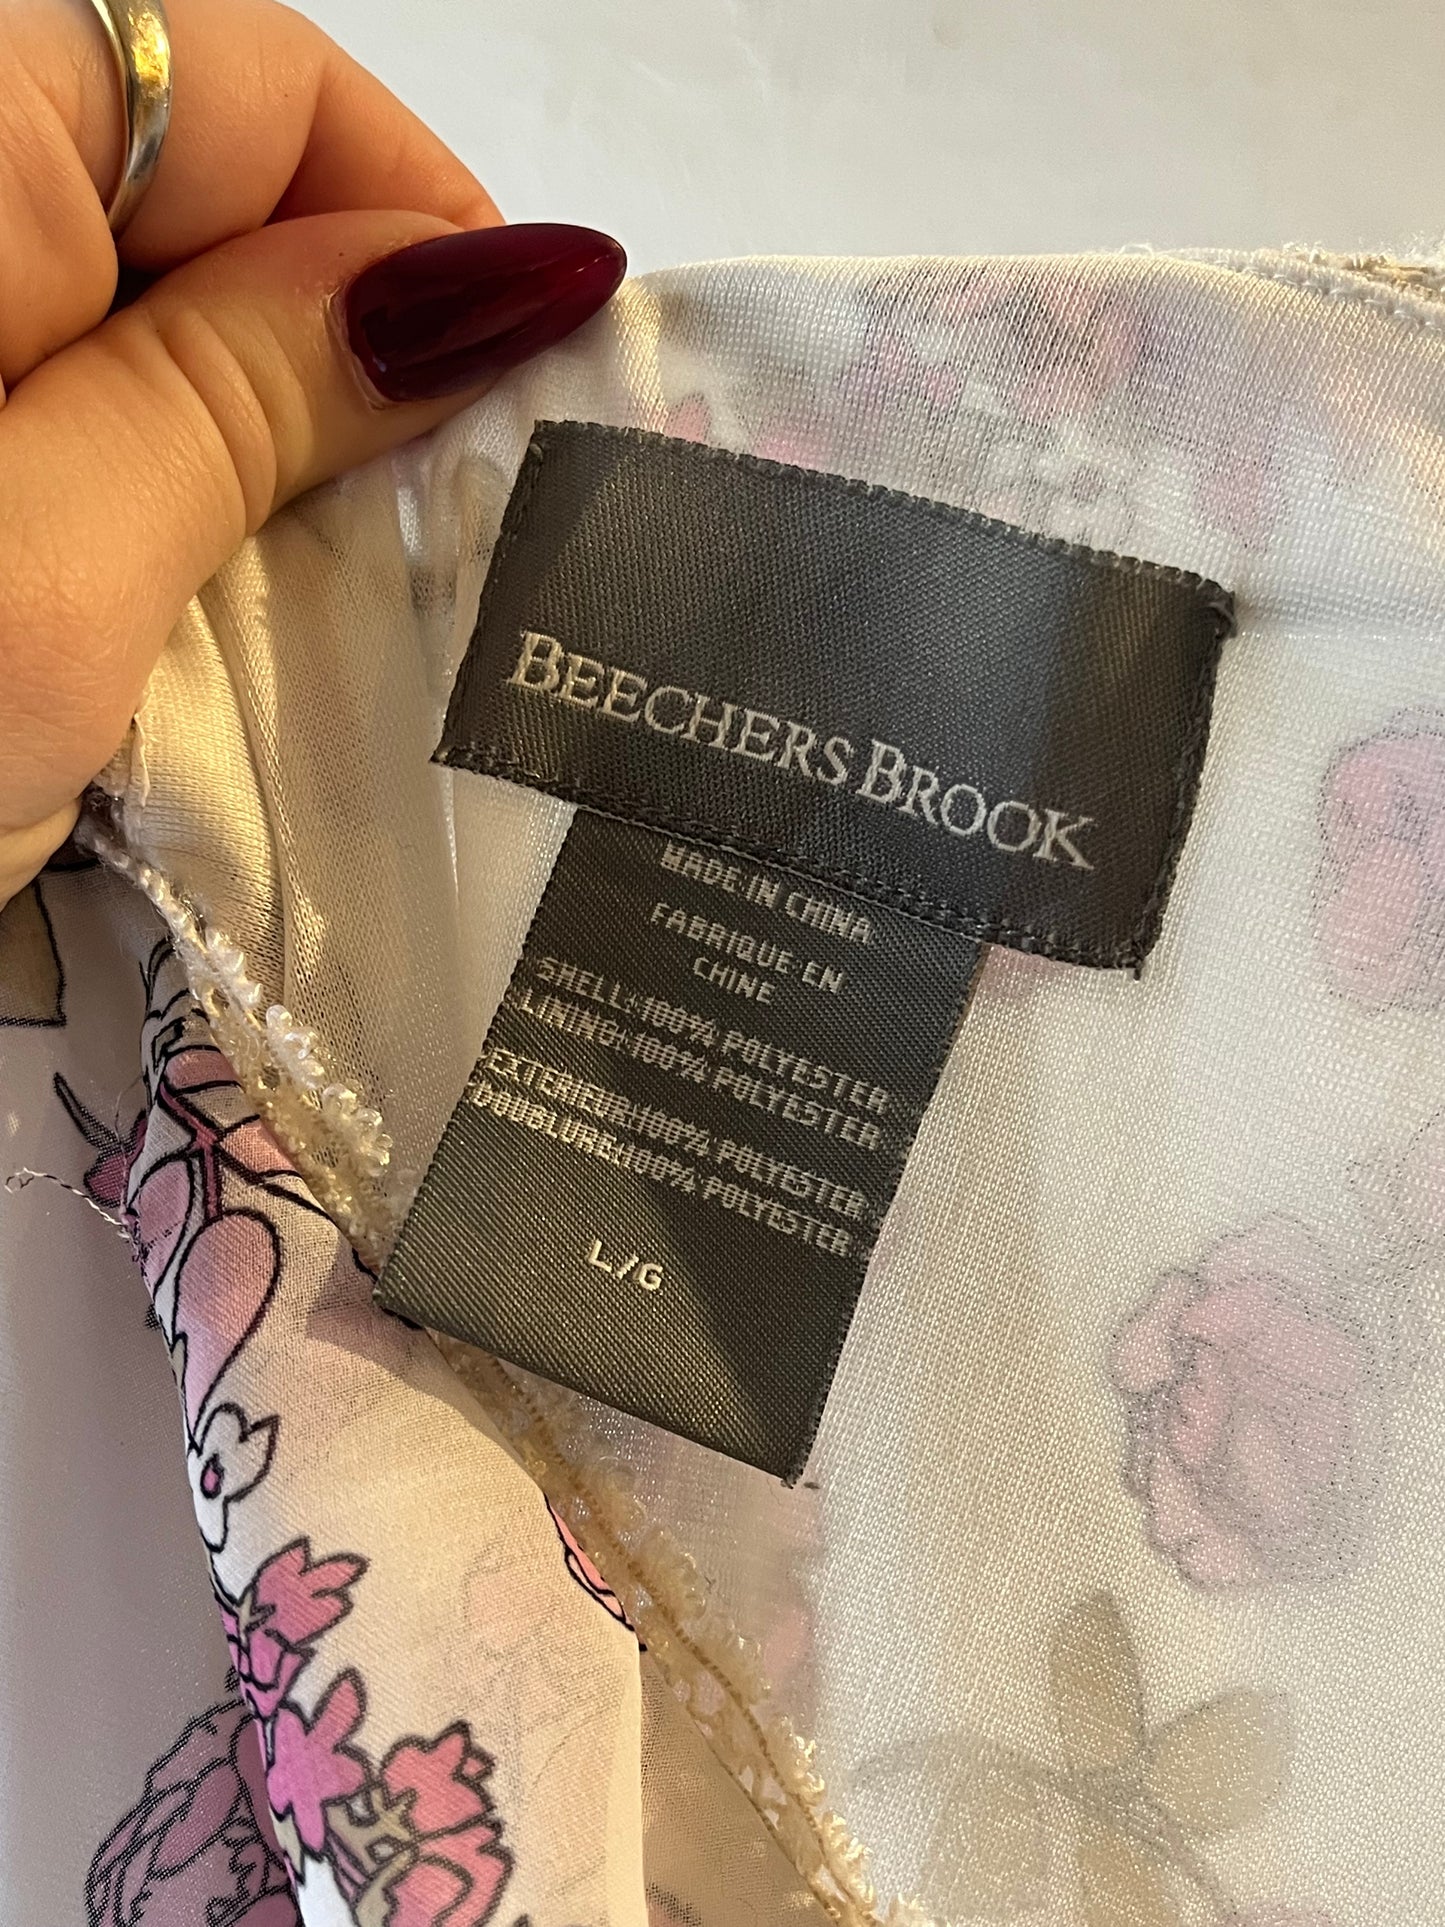 BEECHERS BROOK
MADE IN CHINA
FABRIQUE EN
CHINE
SHELL:100% POLYESTER
LINING:100% POLYESTER
EXTERIEUR:100% POLYESTER
DOUBLURE:100% POLYESTER
L/G